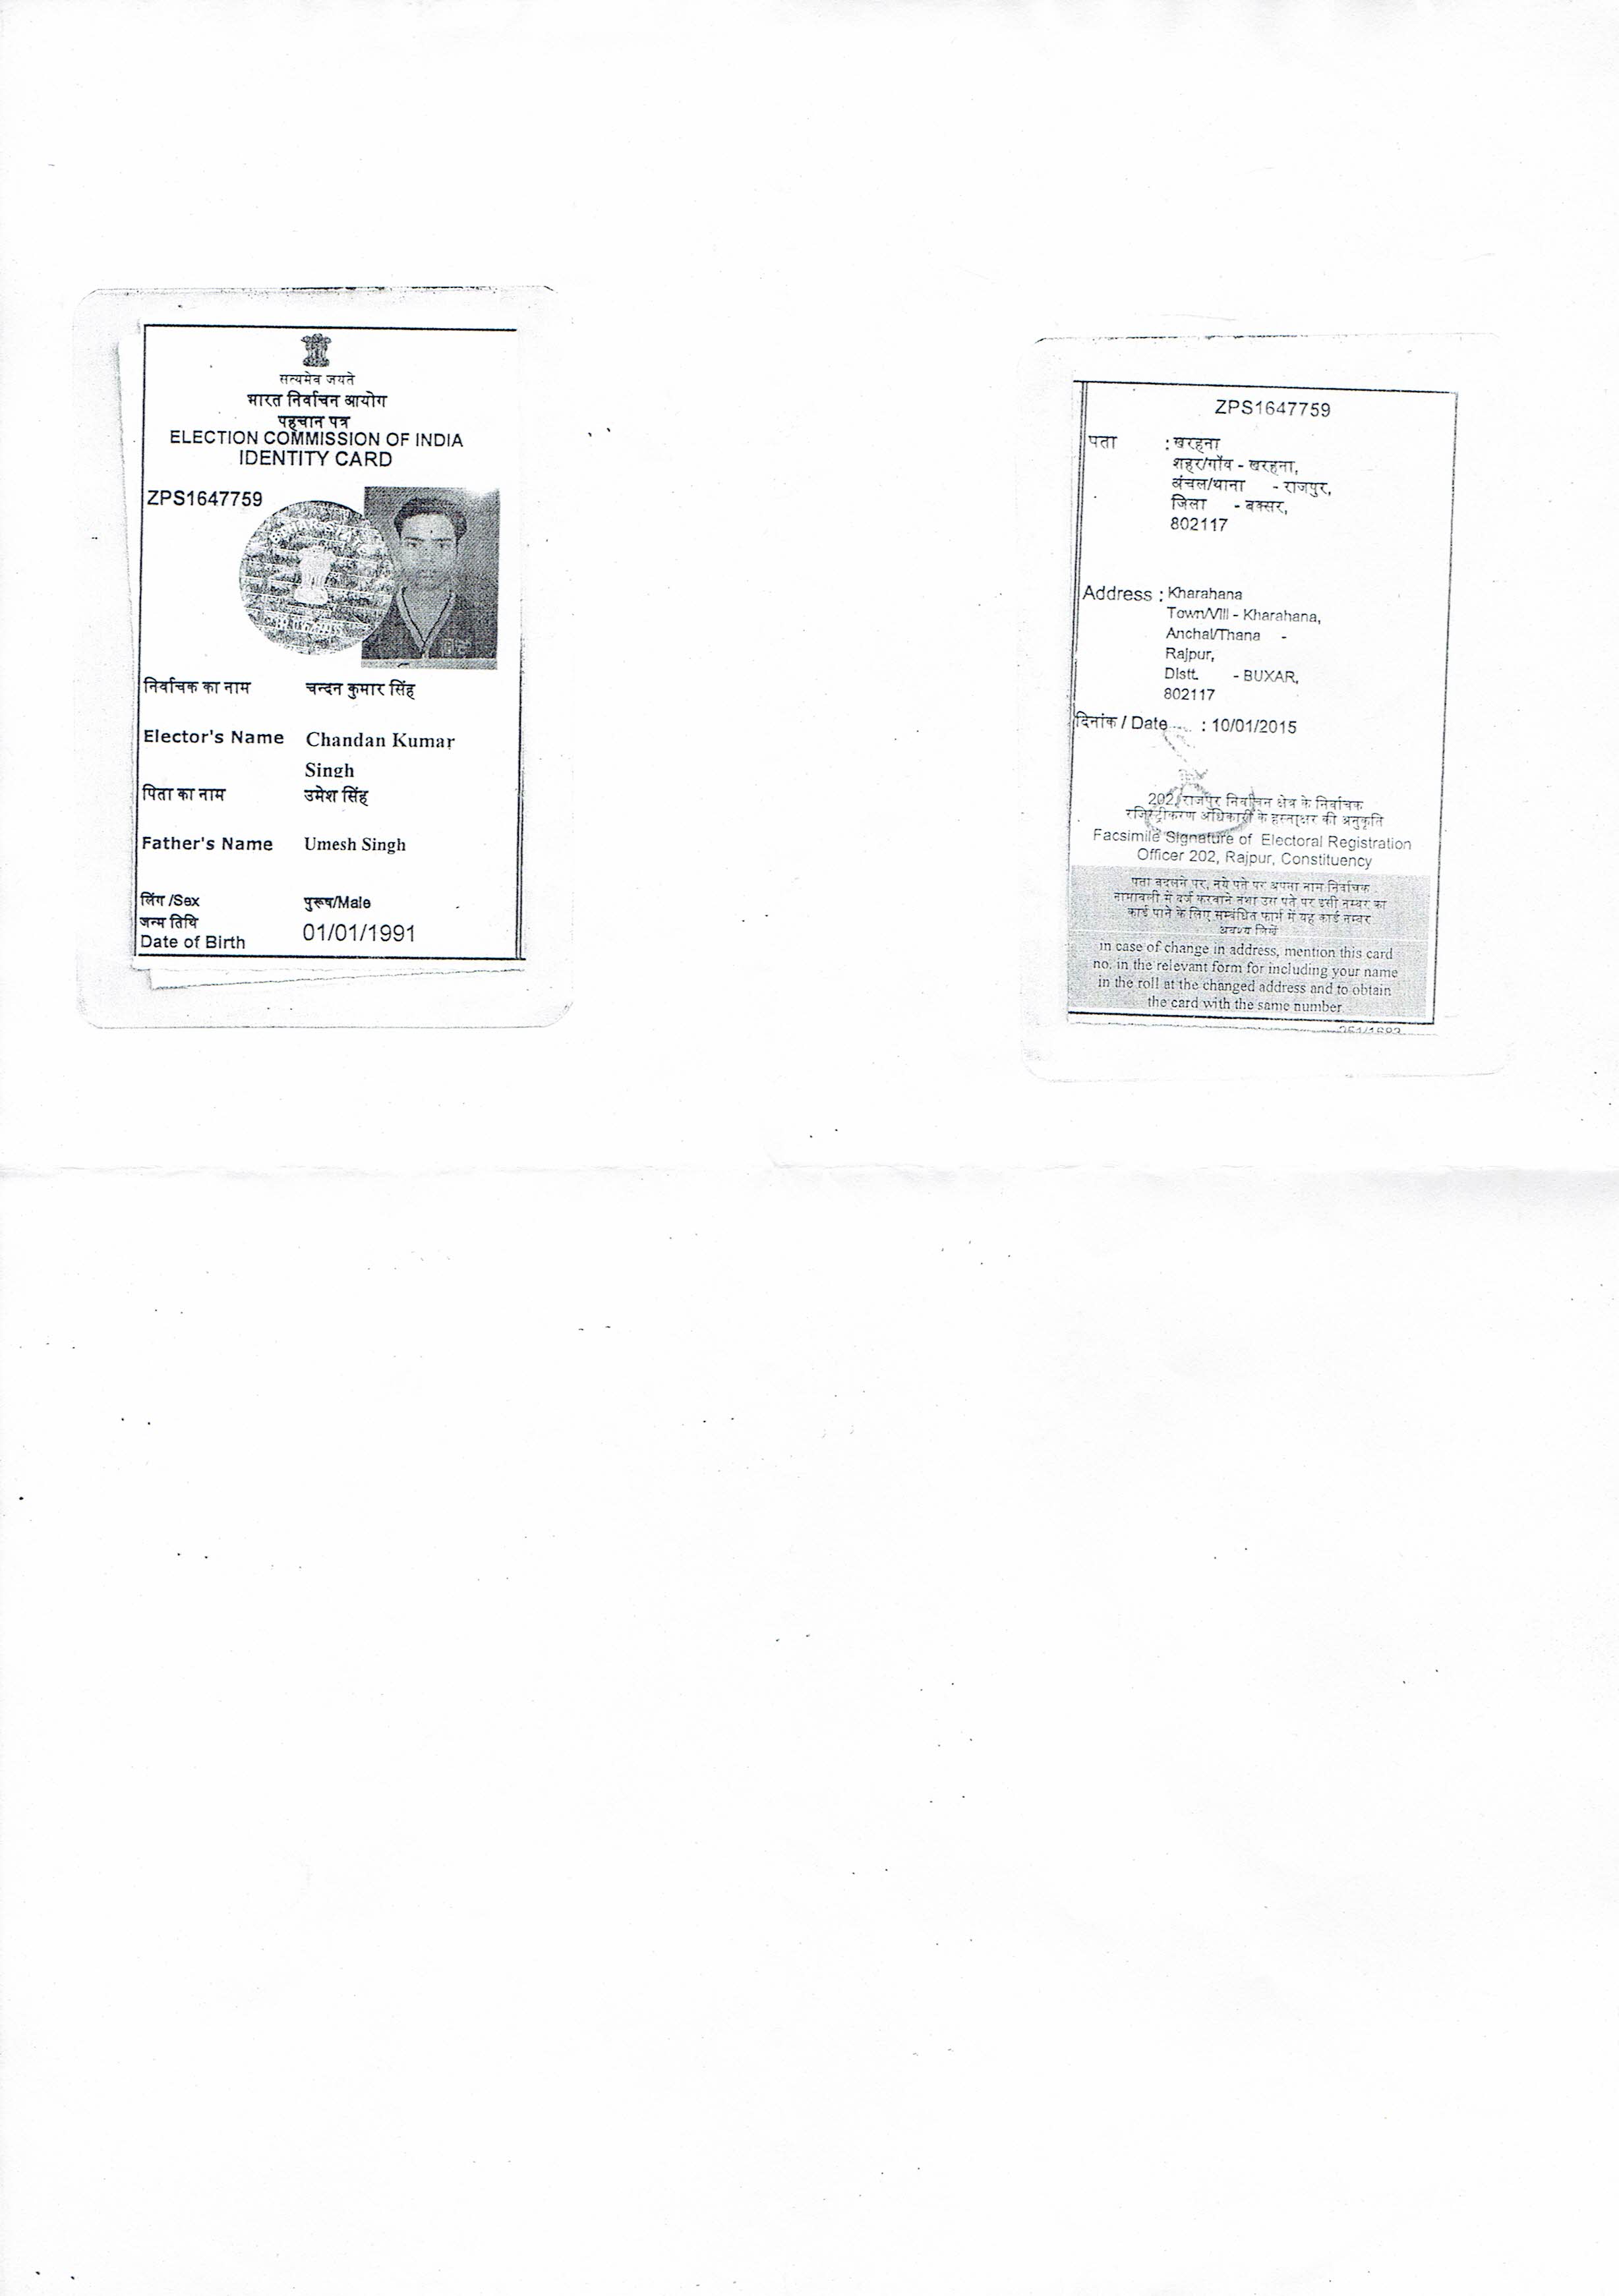 सत्यमेव जयते
भारत निर्वाचन आयोग
पहचान पत्र
ELECTION COMMISSION OF INDIA
IDENTITY CARD
ZPS1647759
निर्वाचक का नाम चन्दन कुमार सिंह
Elector's Name Chandan Kumar
Singh
पिता का नाम उमेश सिंह
Father's Name Umesh Singh
लिंग /Sex पुरूष/Male
जन्म तिथि
Date of Birth 01/01/1991
ZPS1647759
पता : खरहना
शहर/गाँव - खरहना,
अंचल/थाना - राजपुर,
जिला - बक्सर,
802117
Address : Kharahana
Town/Vill - Kharahana,
Anchal/Thana -
Rajpur,
Distt. - BUXAR,
802117
दिनांक / Date : 10/01/2015
202, राजपुर निर्वाचन क्षेत्र के निर्वाचक
रजिस्ट्रीकरण अधिकारी के हस्ताक्षर की अनुकृति
Facsimile Signature of Electoral Registration
Officer 202, Rajpur, Constituency
पता बदलने पर, नये पते पर अपना नाम निर्वाचक
नामावली में दर्ज करवाने तथा उस पते पर इसी नम्बर का
कार्ड पाने के लिए सम्बंधित फार्म में यह कार्ड नम्बर
अवश्य लिखें
in case of change in address, mention this card
no. in the relevant form for including your name
in the roll at the changed address and to obtain
the card with the same number